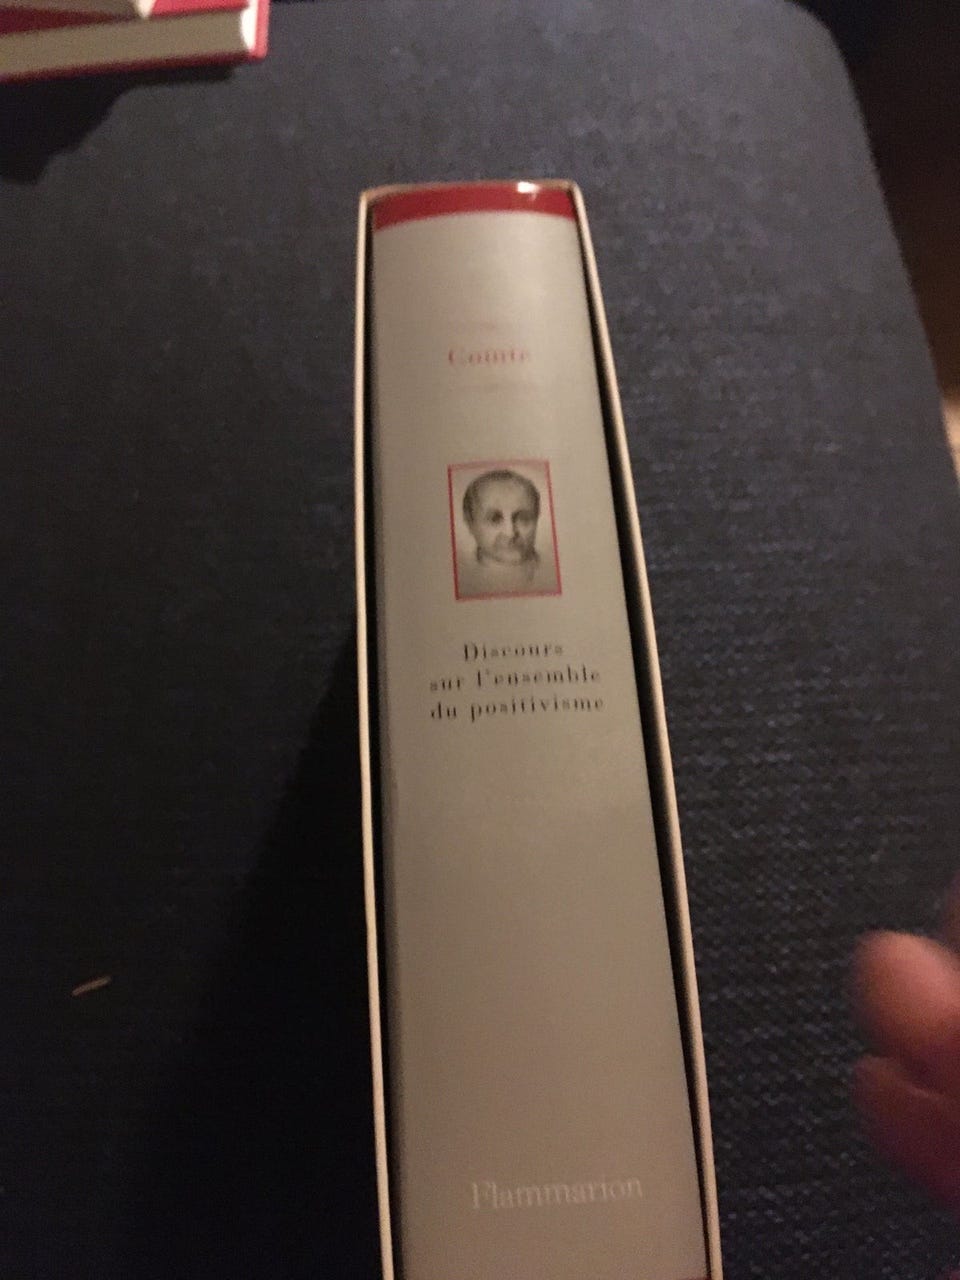 Comte
Discours
sur l'ensemble
du positivisme
Flammarion